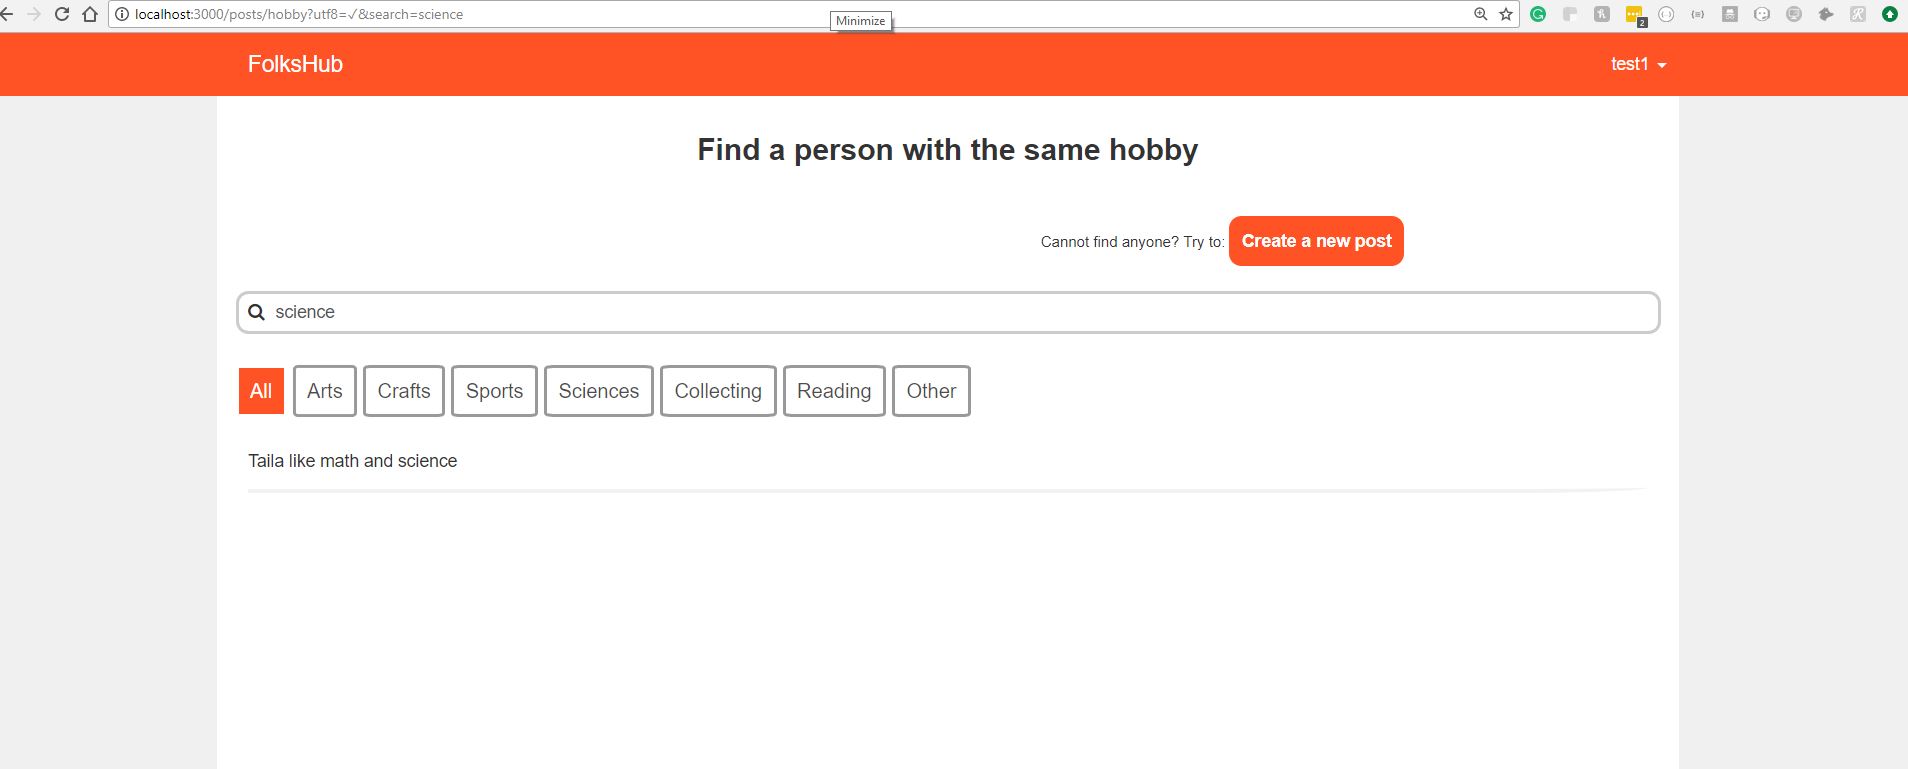 localhost:3000/posts/hobby?utf8=✓&search=science
Minimize
2
FolksHub
test1
Find a person with the same hobby
Cannot find anyone? Try to: Create a new post
science
All Arts Crafts Sports Sciences Collecting Reading Other
Taila like math and science